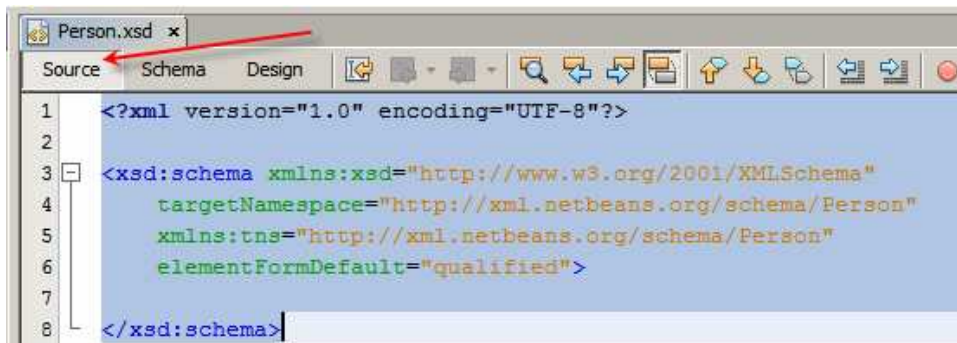 Person.xsd
Source Schema Design
1 <?xml version="1.0" encoding="UTF-8"?>
2
3 <xsd:schema xmlns:xsd="http://www.w3.org/2001/XMLSchema"
4 targetNamespace="http://xml.netbeans.org/schema/Person"
5 xmlns:tns="http://xml.netbeans.org/schema/Person"
6 elementFormDefault="qualified">
7
8 </xsd:schema>